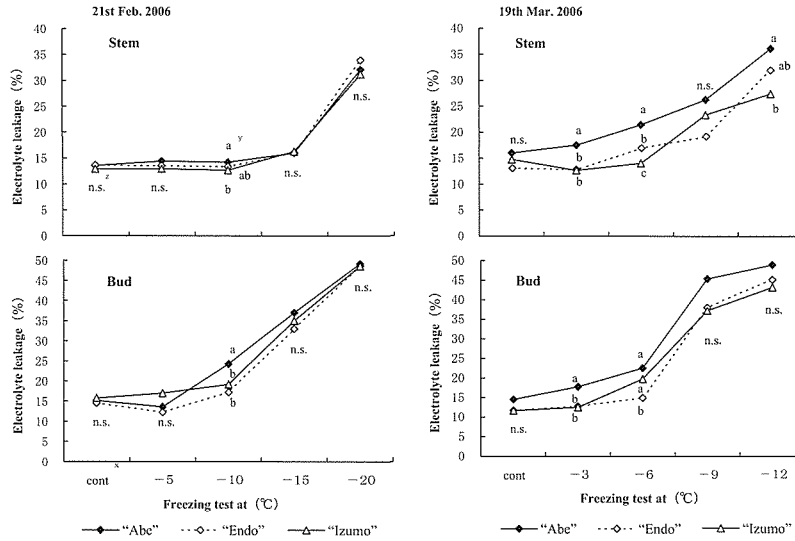 21st Feb. 2006
Stem
Electrolyte leakage (%)
40
35
30
25
20
15
10
5
0
n.s. z
n.s.
a y
ab
b
n.s.
n.s.
Bud
Electrolyte leakage (%)
50
45
40
35
30
25
20
15
10
5
0
n.s.
n.s.
a
b
b
n.s.
n.s.
cont x
-5
-10
-15
-20
Freezing test at (℃)
"Abe"
"Endo"
"Izumo"
19th Mar. 2006
Stem
Electrolyte leakage (%)
40
35
30
25
20
15
10
5
0
n.s.
a
b
b
a
b
c
n.s.
a
ab
b
Bud
Electrolyte leakage (%)
50
45
40
35
30
25
20
15
10
5
0
n.s.
a
b
b
a
a
b
n.s.
n.s.
cont
-3
-6
-9
-12
Freezing test at (℃)
"Abe"
"Endo"
"Izumo"